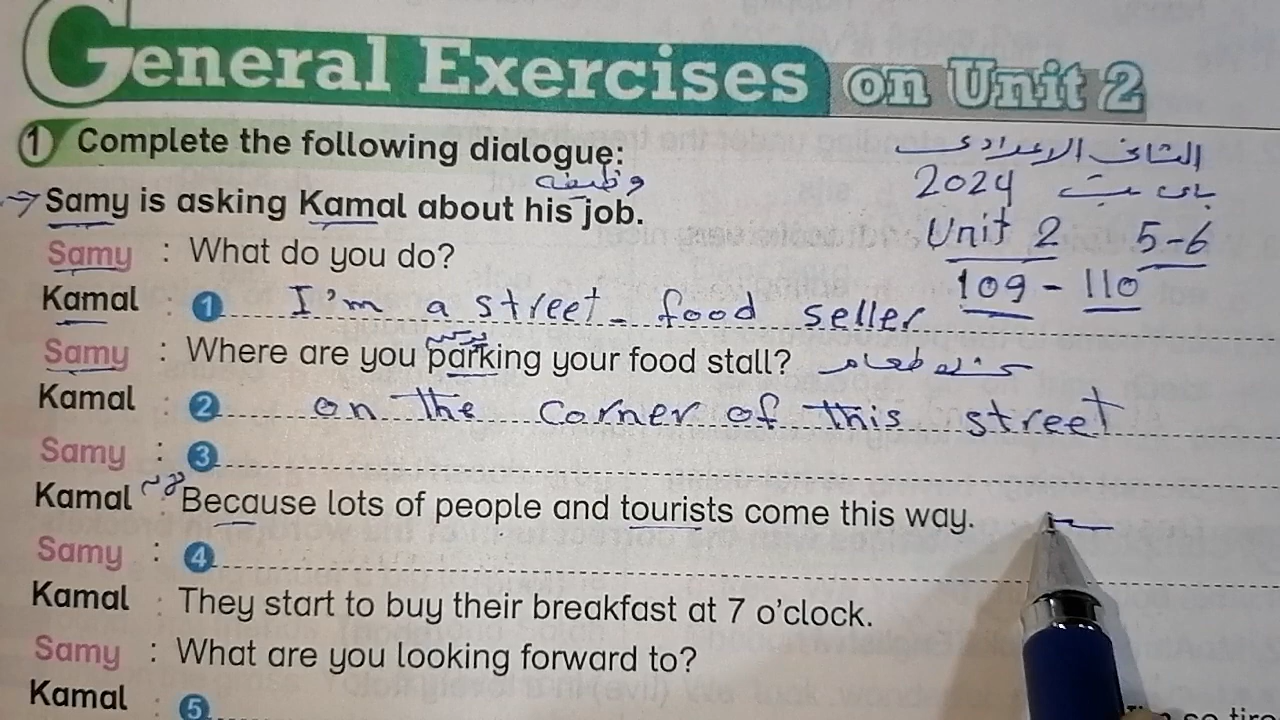 General Exercises on Unit 2
1 Complete the following dialogue:
الثاني الاعدادي
وظيفة
2024
باى بت
Samy is asking Kamal about his job.
Unit 2 5-6
Samy : What do you do?
109 - 110
Kamal : 1 I'm a street-food seller
Samy : Where are you parking your food stall?
Kamal : 2 on the corner of this street
Samy : 3
Kamal : Because lots of people and tourists come this way.
Samy : 4
Kamal : They start to buy their breakfast at 7 o'clock.
Samy : What are you looking forward to?
Kamal : 5